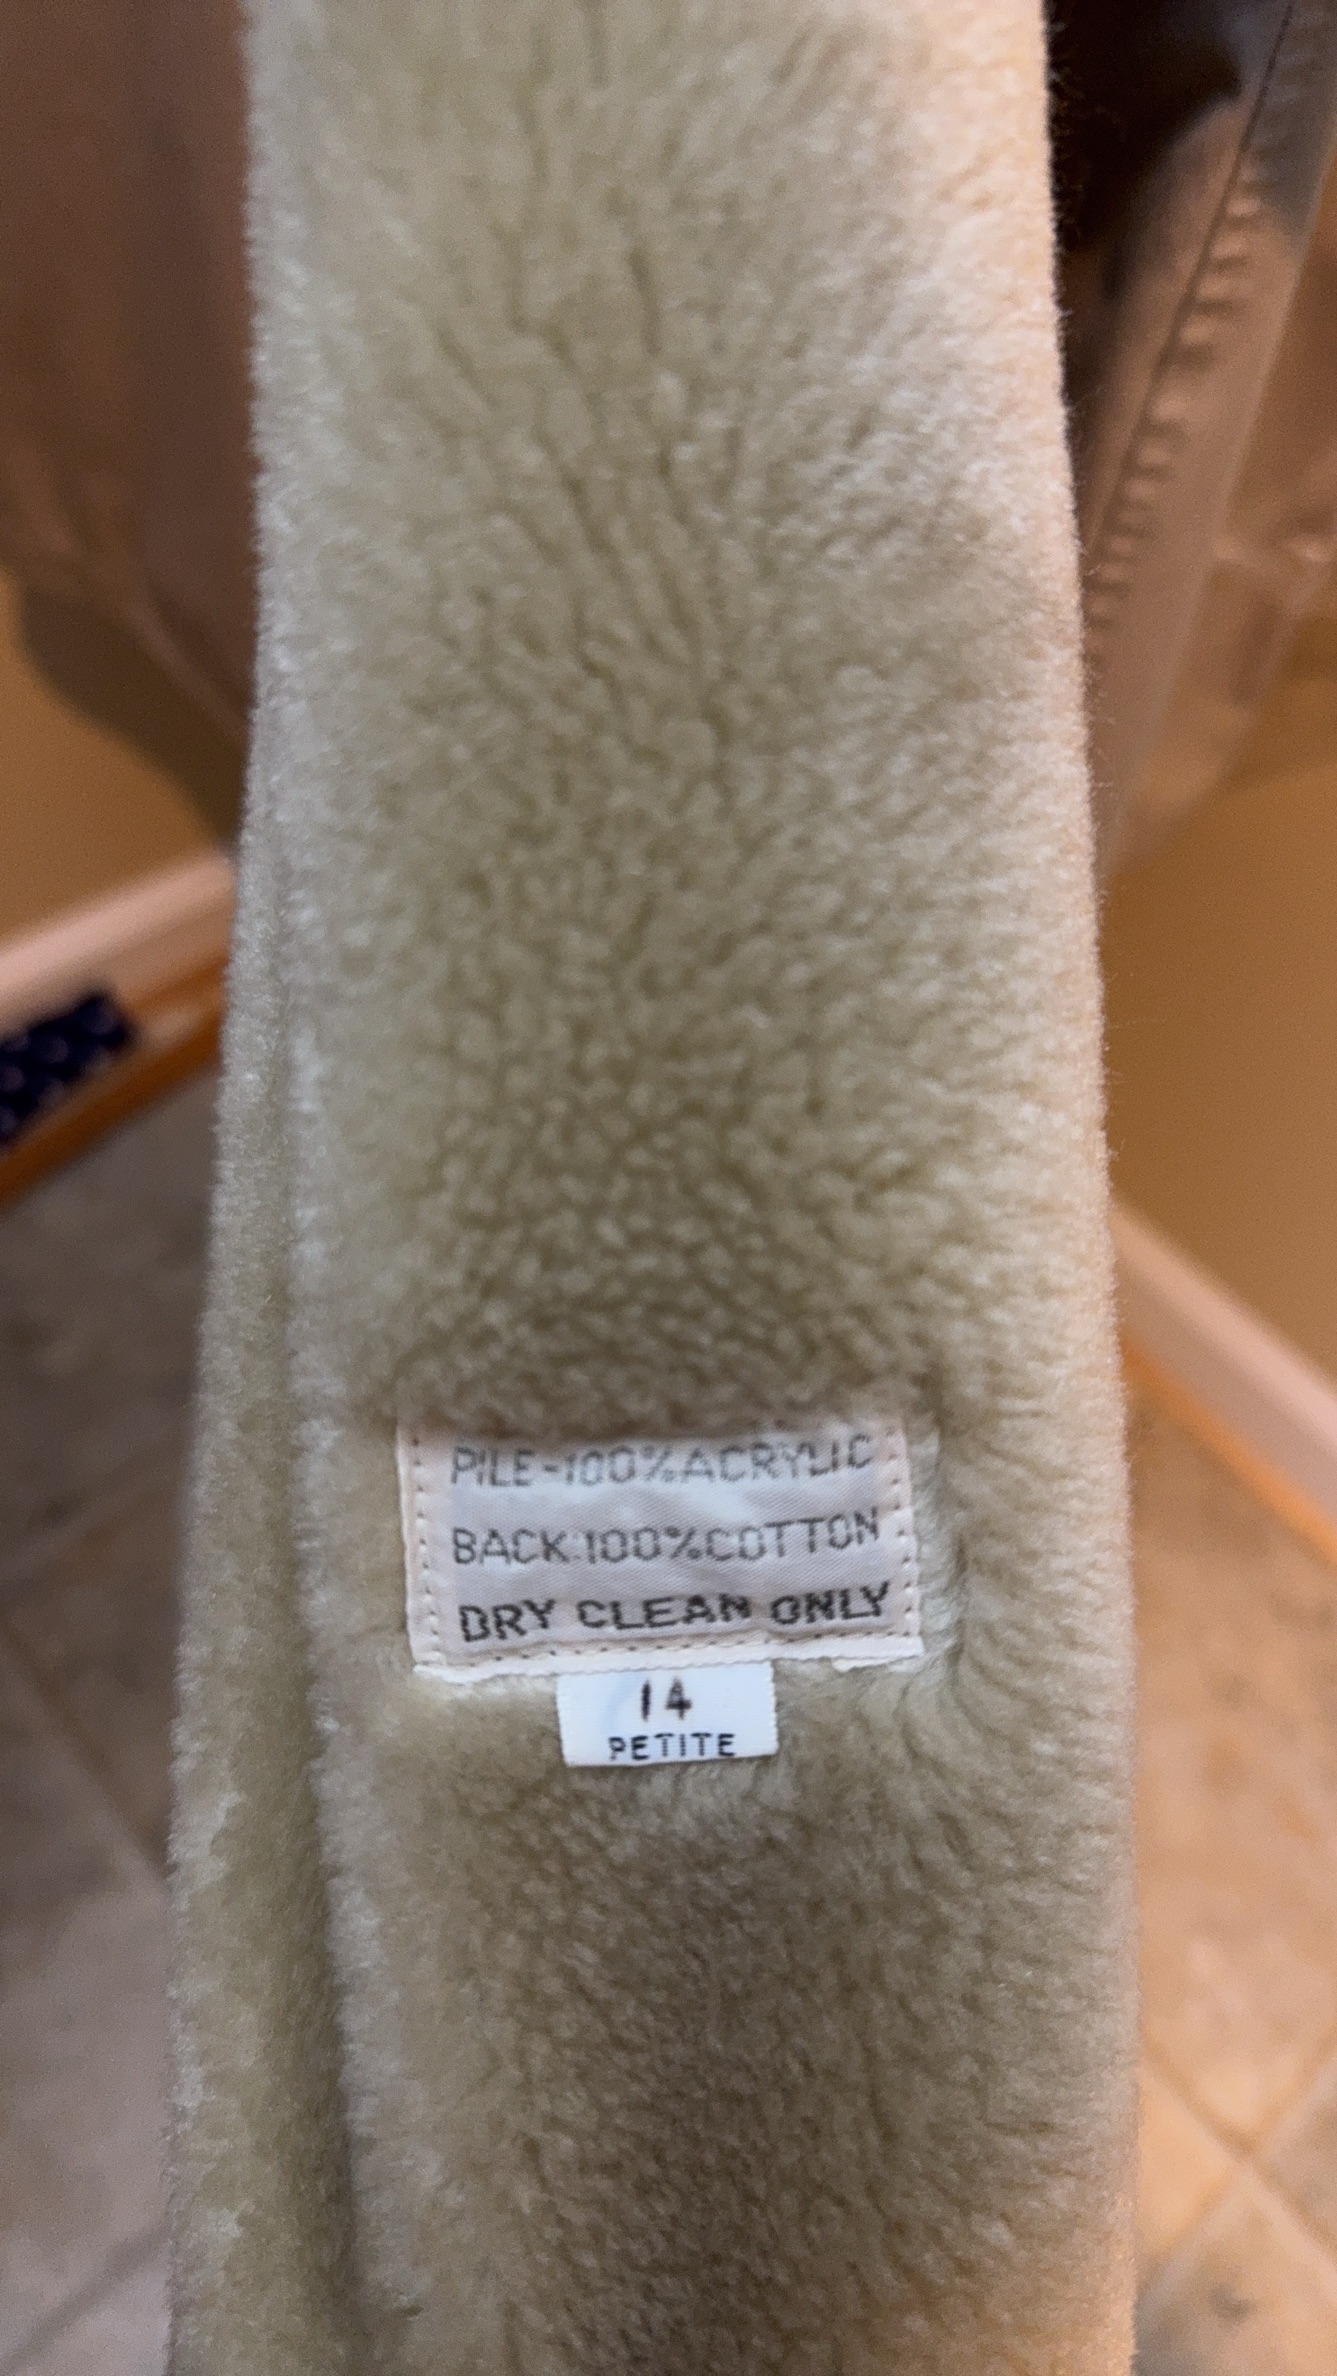 PILE-100%ACRYLIC
BACK:100%COTTON
DRY CLEAN ONLY
14
PETITE